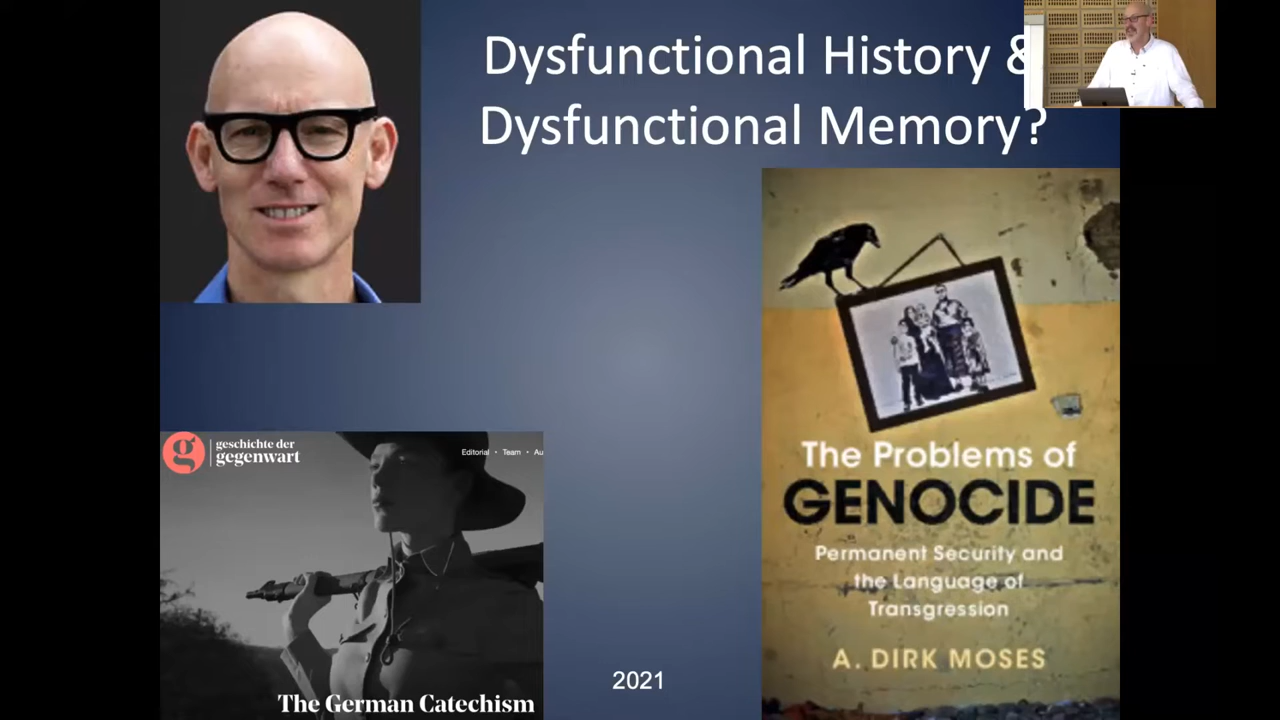 Dysfunctional History &
Dysfunctional Memory?
g
geschichte der
gegenwart
Editorial • Team • Au
The German Catechism
2021
The Problems of
GENOCIDE
Permanent Security and
the Language of
Transgression
A. DIRK MOSES